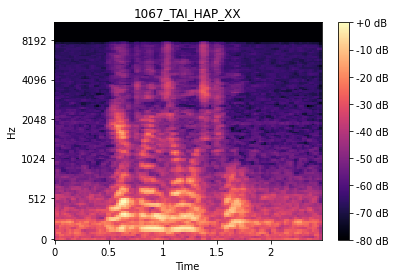 1067_TAI_HAP_XX
8192
4096
2048
1024
512
0
Hz
0
0.5
1
1.5
2
Time
+0 dB
-10 dB
-20 dB
-30 dB
-40 dB
-50 dB
-60 dB
-70 dB
-80 dB